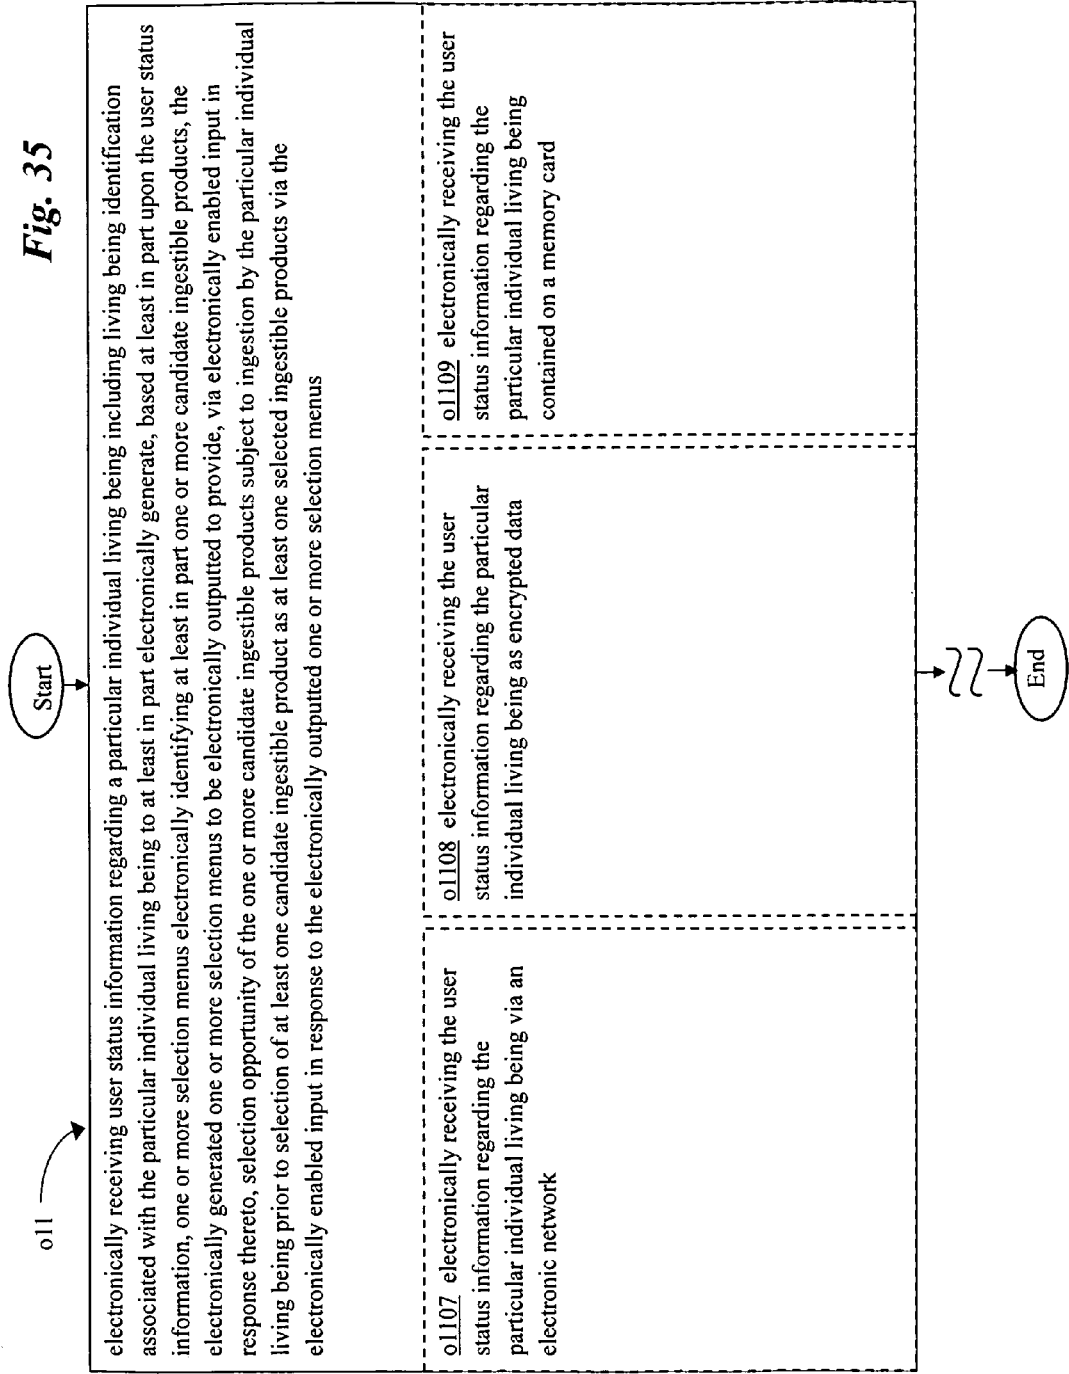 Fig. 35
Start
o11
electronically receiving user status information regarding a particular individual living being including living being identification
associated with the particular individual living being to at least in part electronically generate, based at least in part upon the user status
information, one or more selection menus electronically identifying at least in part one or more candidate ingestible products, the
electronically generated one or more selection menus to be electronically outputted to provide, via electronically enabled input in
response thereto, selection opportunity of the one or more candidate ingestible products subject to ingestion by the particular individual
living being prior to selection of at least one candidate ingestible product as at least one selected ingestible products via the
electronically enabled input in response to the electronically outputted one or more selection menus
o1107 electronically receiving the user
status information regarding the
particular individual living being via an
electronic network
o1108 electronically receiving the user
status information regarding the particular
individual living being as encrypted data
o1109 electronically receiving the user
status information regarding the
particular individual living being
contained on a memory card
End